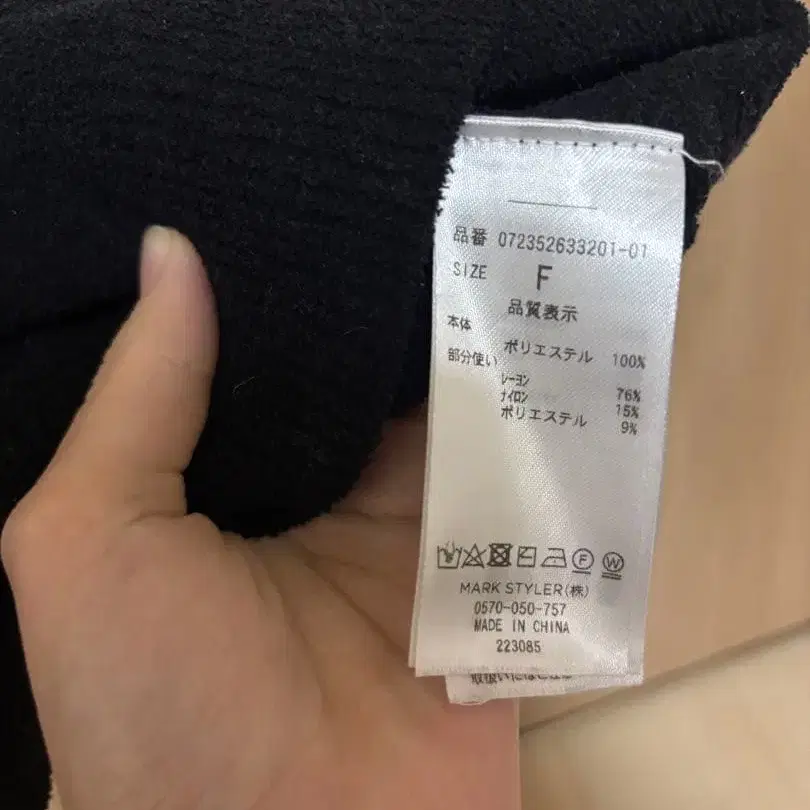 品番 072352633201-01
SIZE F
品質表示
本体
ポリエステル 100%
部分使い
レーヨン 76%
ナイロン 15%
ポリエステル 9%
F W
MARK STYLER(株)
0570-050-757
MADE IN CHINA
223085